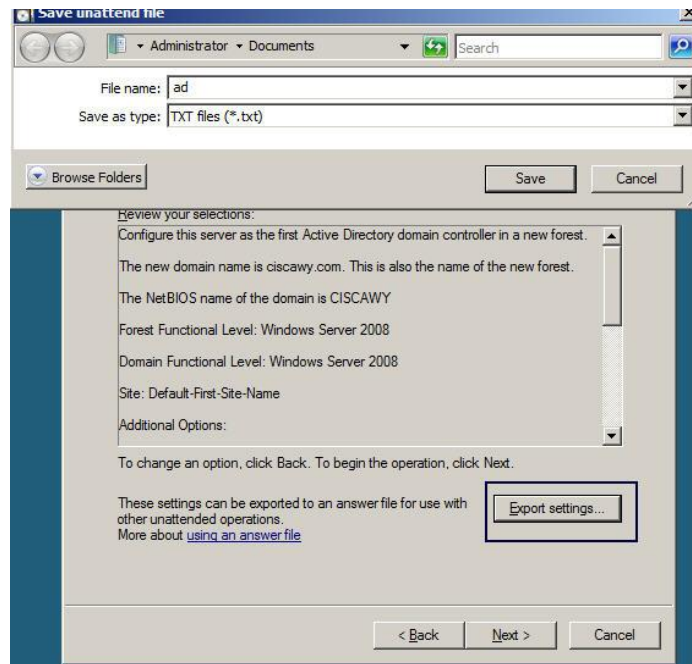 Save unattend file
Administrator Documents
Search
File name: ad
Save as type: TXT files (*.txt)
Browse Folders
Save
Cancel
Review your selections:
Configure this server as the first Active Directory domain controller in a new forest.
The new domain name is ciscawy.com. This is also the name of the new forest.
The NetBIOS name of the domain is CISCAWY
Forest Functional Level: Windows Server 2008
Domain Functional Level: Windows Server 2008
Site: Default-First-Site-Name
Additional Options:
To change an option, click Back. To begin the operation, click Next.
These settings can be exported to an answer file for use with
other unattended operations.
More about using an answer file
Export settings...
< Back
Next >
Cancel